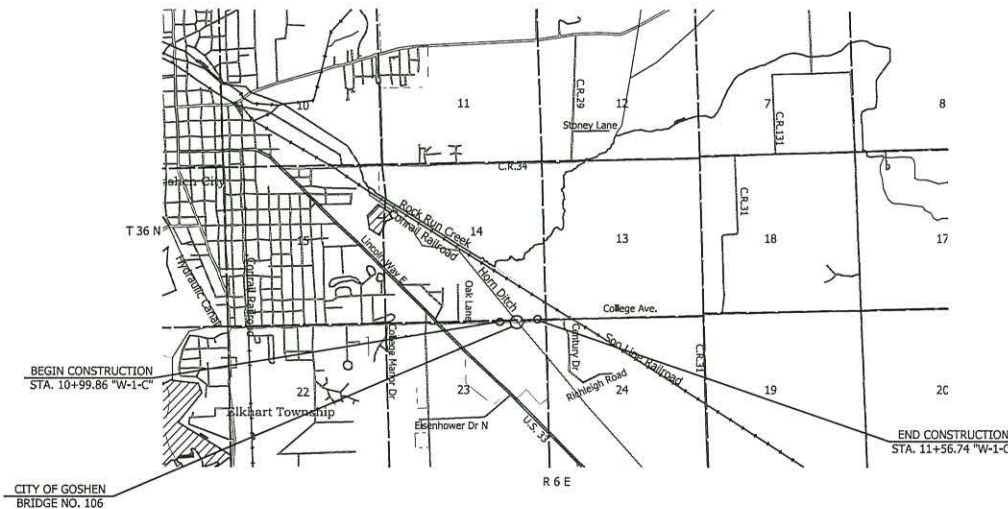 10
11
12
7
8
C.R.29
Stoney Lane
C.R.131
C.R.34
Goshen City
C.R.31
Rock Run Creek
Conrail Railroad
T 36 N
15
14
13
18
17
Lincoln Way E
Horn Ditch
Hydraulic Canal
Conrail Railroad
Oak Lane
College Ave.
College Manor Dr
Century Dr
C.R.31
Soo Line Railroad
BEGIN CONSTRUCTION
STA. 10+99.86 "W-1-C"
22
23
24
19
20
Richleigh Road
Elkhart Township
Eisenhower Dr N
U.S. 33
END CONSTRUCTION
STA. 11+56.74 "W-1-C
R 6 E
CITY OF GOSHEN
BRIDGE NO. 106